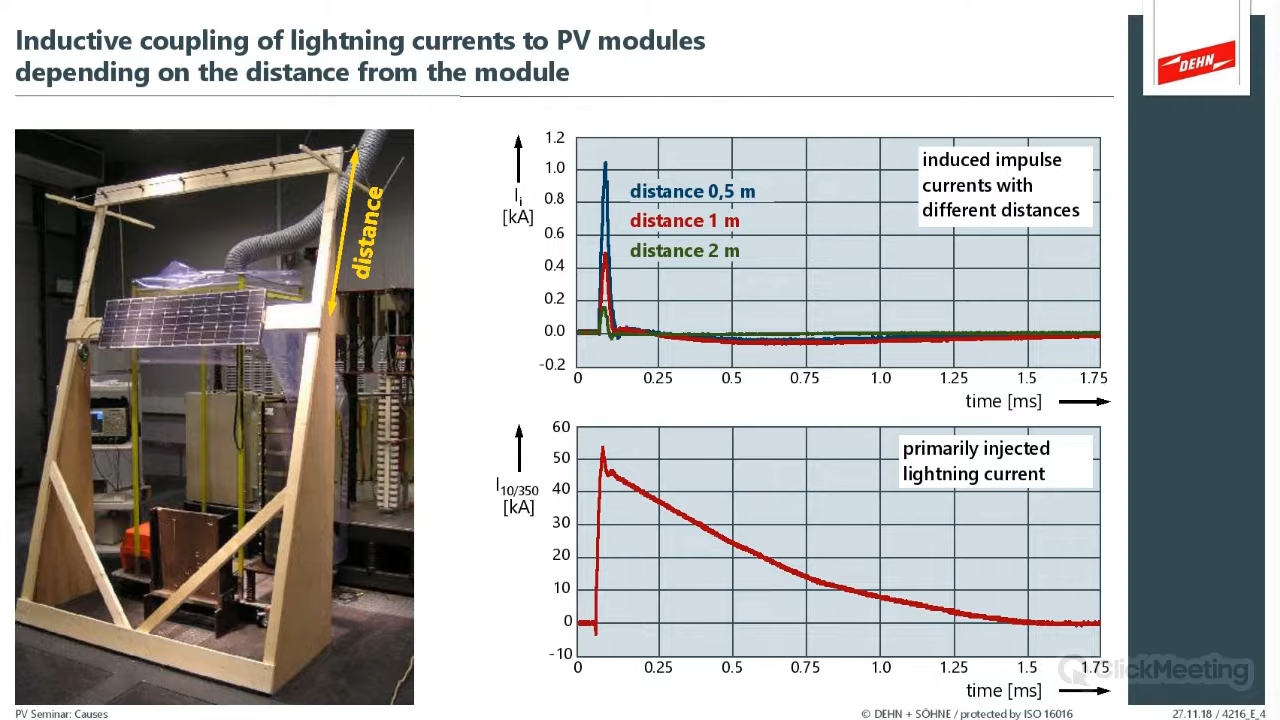 Inductive coupling of lightning currents to PV modules
depending on the distance from the module
DEHN
distance
1.2
1.0
0.8
0.6
0.4
0.2
0.0
-0.2
Ii
[kA]
distance 0,5 m
distance 1 m
distance 2 m
induced impulse
currents with
different distances
0 0.25 0.5 0.75 1.0 1.25 1.5 1.75
time [ms]
60
50
40
30
20
10
0
-10
I10/350
[kA]
primarily injected
lightning current
0 0.25 0.5 0.75 1.0 1.25 1.5 1.75
time [ms]
ClickMeeting
PV Seminar: Causes
© DEHN + SÖHNE / protected by ISO 16016
27.11.18 / 4216_E_4